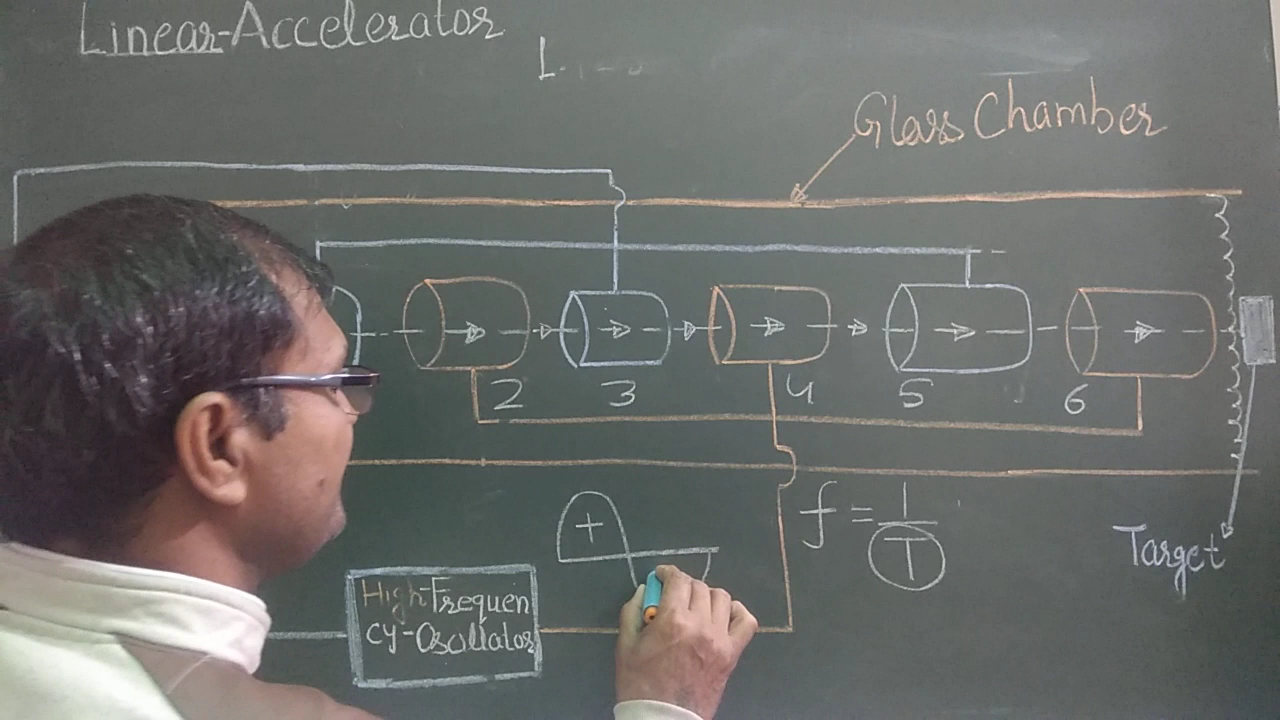 Linear-Accelerator
Glass Chamber
2 3 4 5 6
+
f = 1/T
Target
High-Frequen
cy-Oscillator